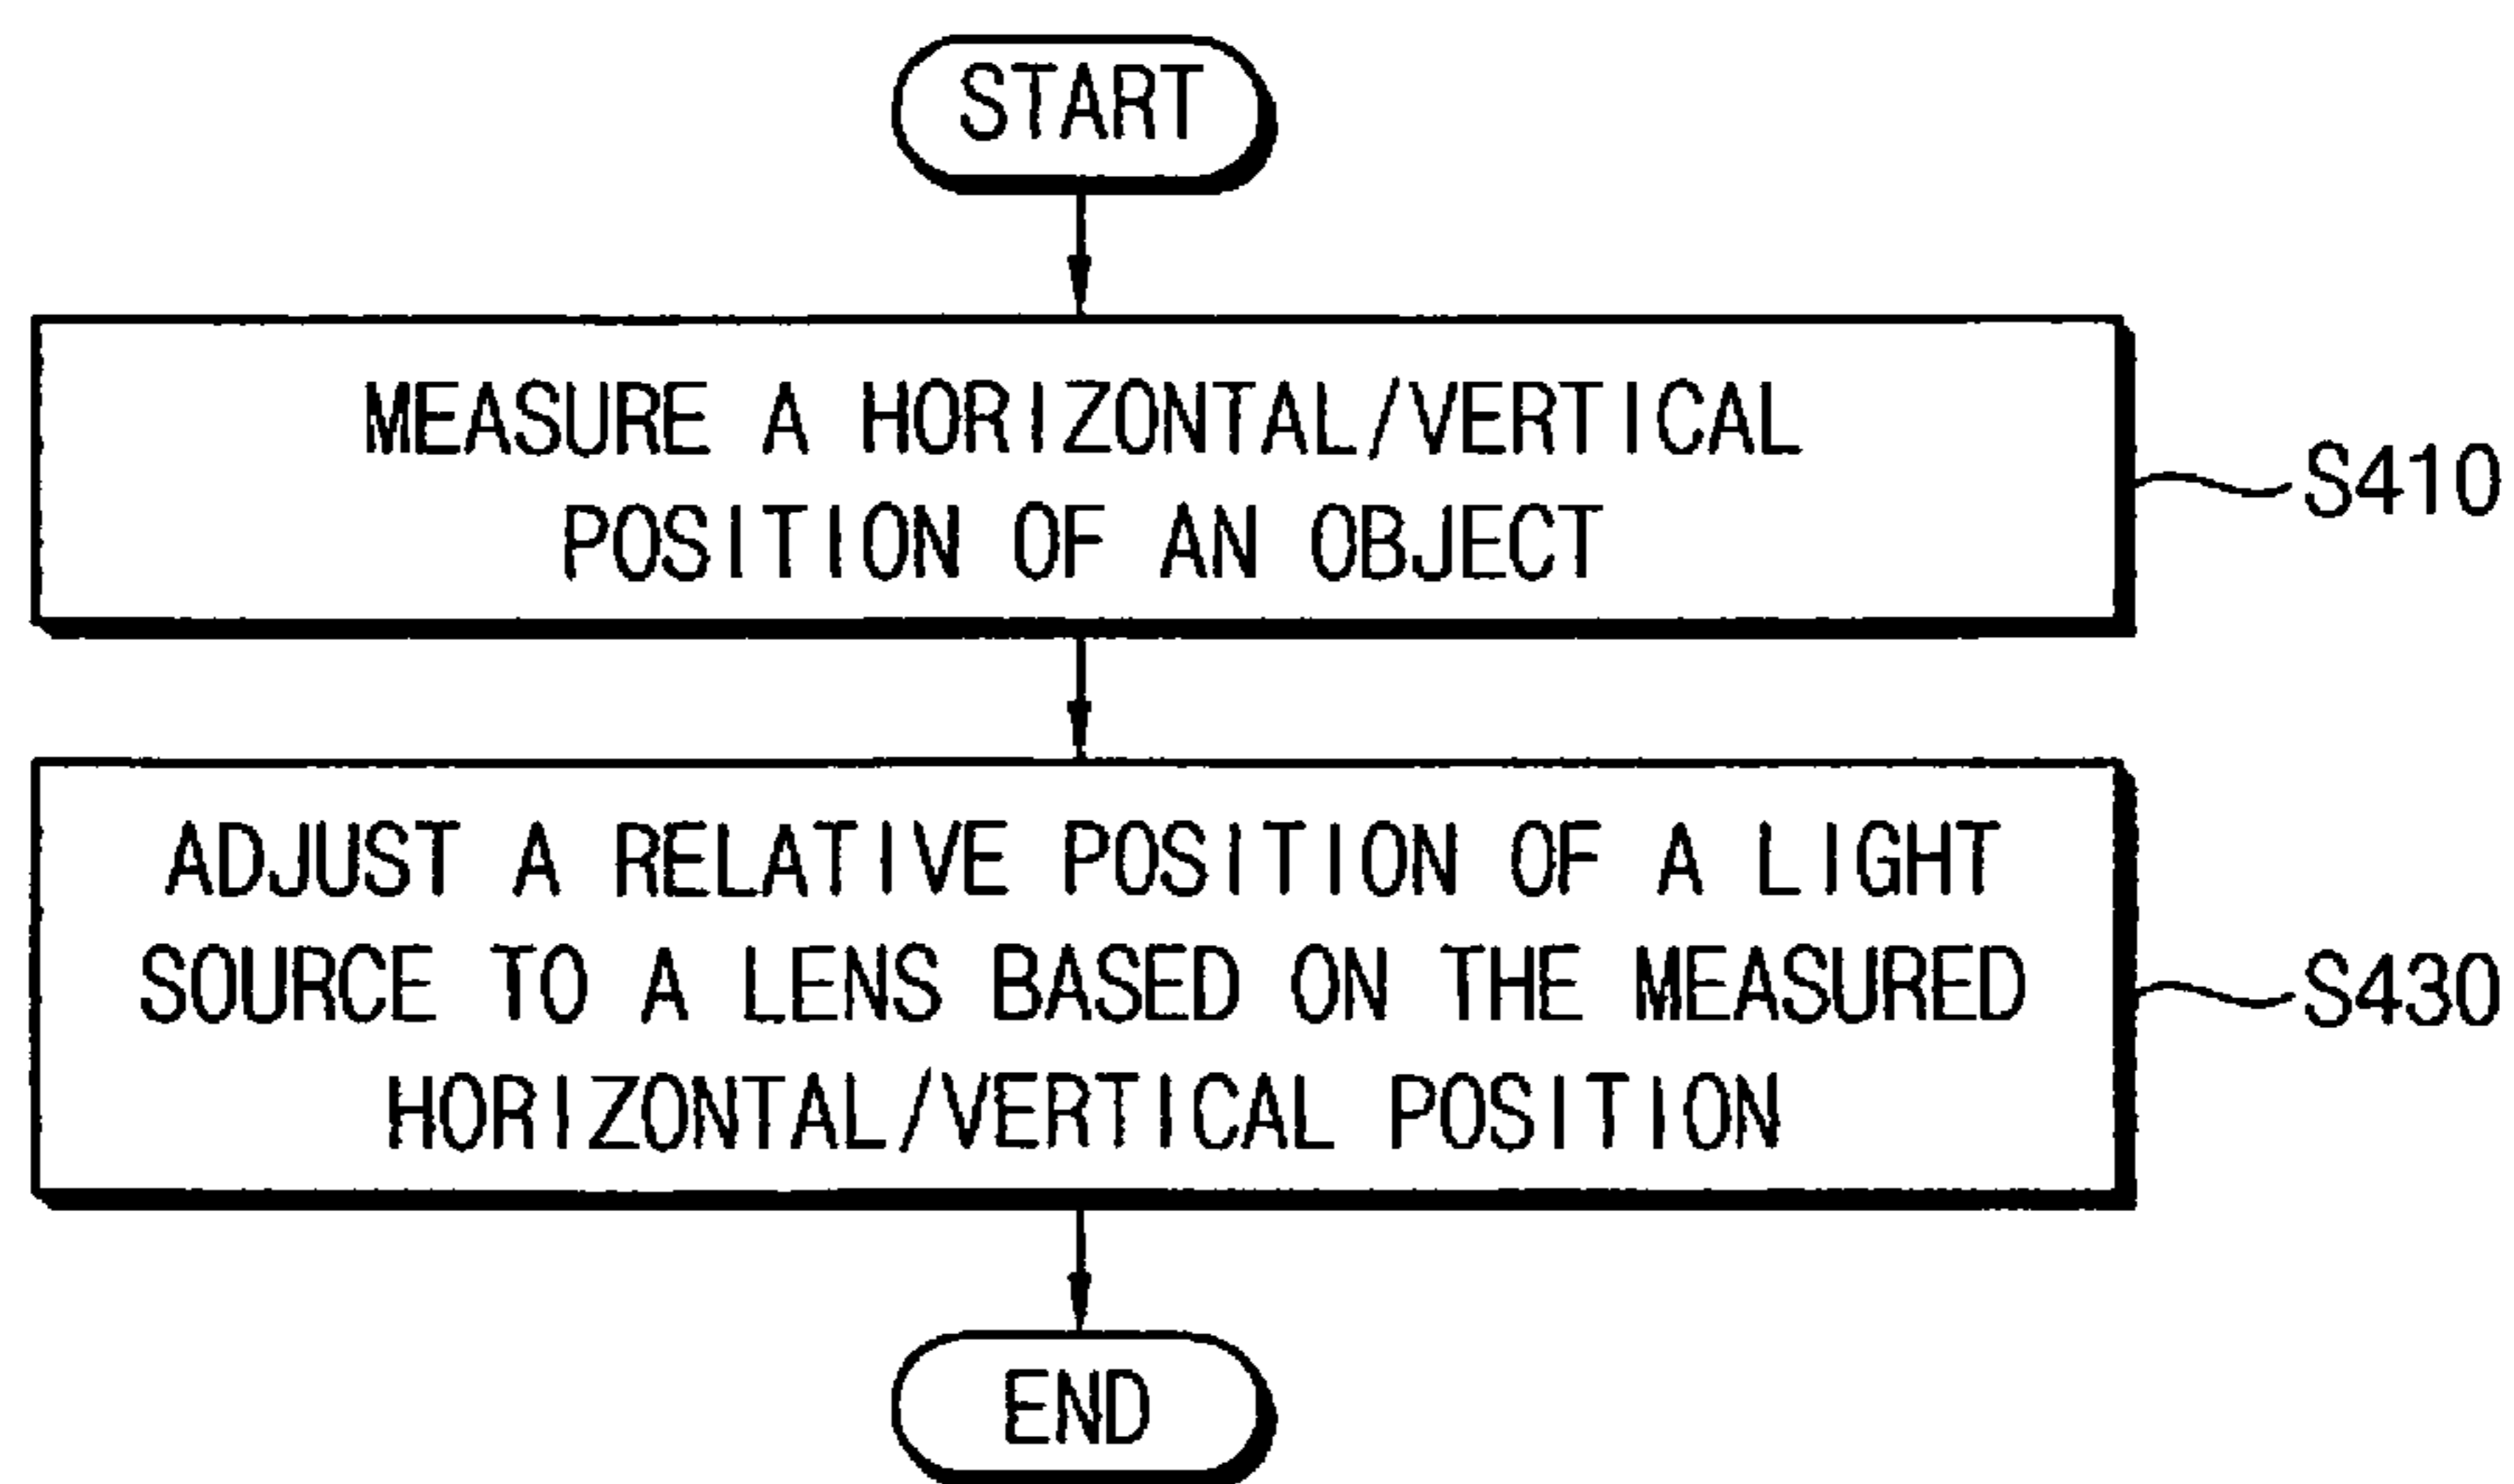 START
MEASURE A HORIZONTAL/VERTICAL
POSITION OF AN OBJECT
S410
ADJUST A RELATIVE POSITION OF A LIGHT
SOURCE TO A LENS BASED ON THE MEASURED
HORIZONTAL/VERTICAL POSITION
S430
END